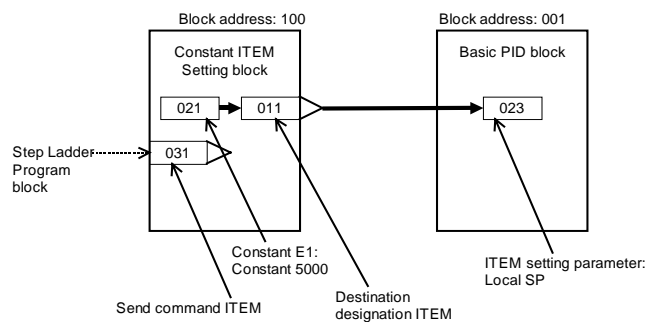 Block address: 100
Block address: 001
Constant ITEM
Setting block
Basic PID block
021
011
023
031
Step Ladder
Program
block
Constant E1:
Constant 5000
ITEM setting parameter:
Local SP
Send command ITEM
Destination
designation ITEM